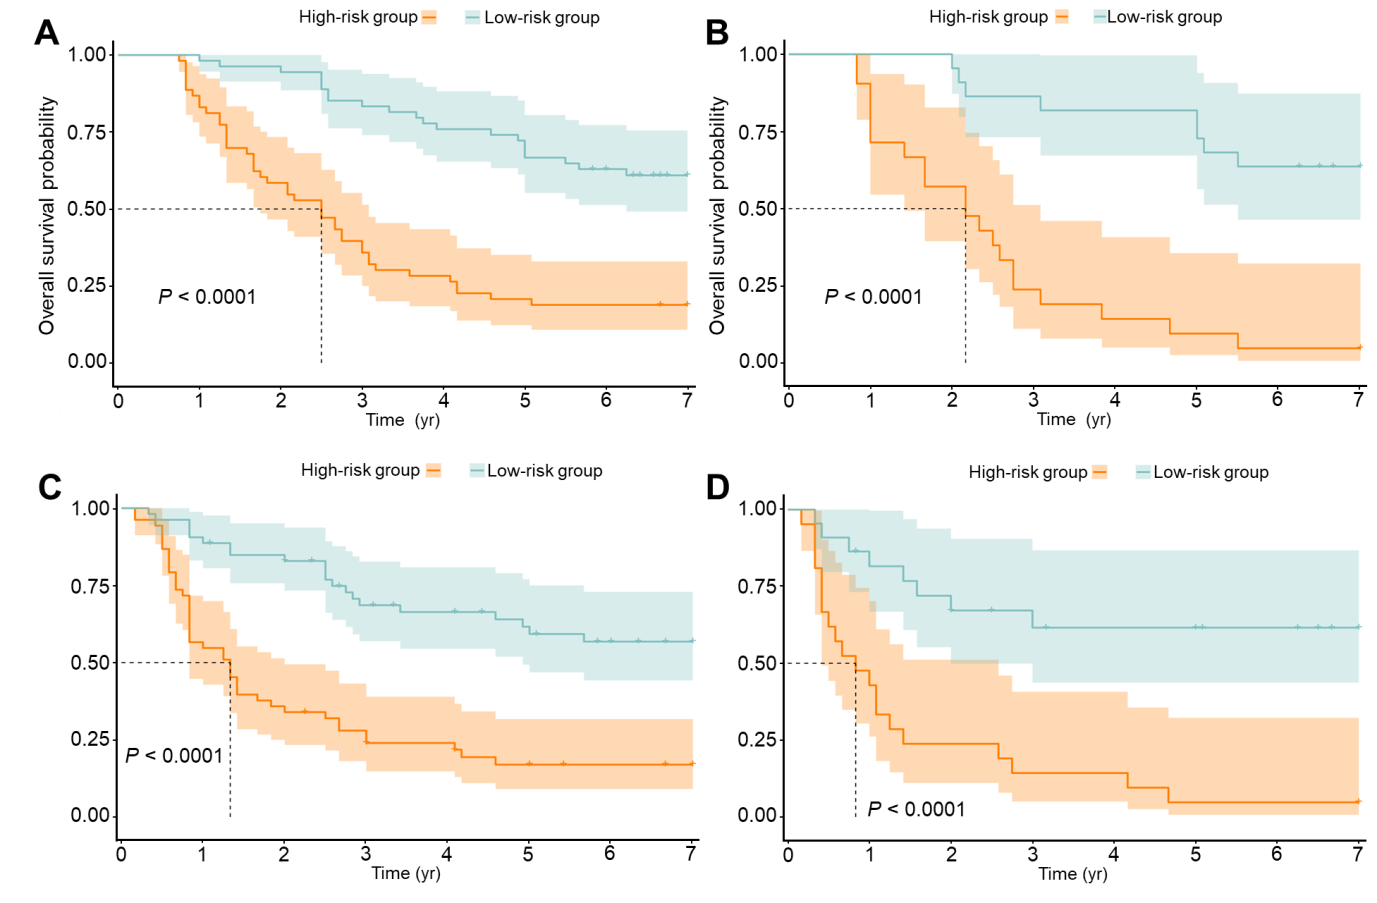 A
High-risk group
Low-risk group
Overall survival probability
1.00
0.75
0.50
0.25
0.00
P < 0.0001
0 1 2 3 4 5 6 7
Time (yr)
B
High-risk group
Low-risk group
Overall survival probability
1.00
0.75
0.50
0.25
0.00
P < 0.0001
0 1 2 3 4 5 6 7
Time (yr)
C
High-risk group
Low-risk group
1.00
0.75
0.50
0.25
0.00
P < 0.0001
0 1 2 3 4 5 6 7
Time (yr)
D
High-risk group
Low-risk group
1.00
0.75
0.50
0.25
0.00
P < 0.0001
0 1 2 3 4 5 6 7
Time (yr)